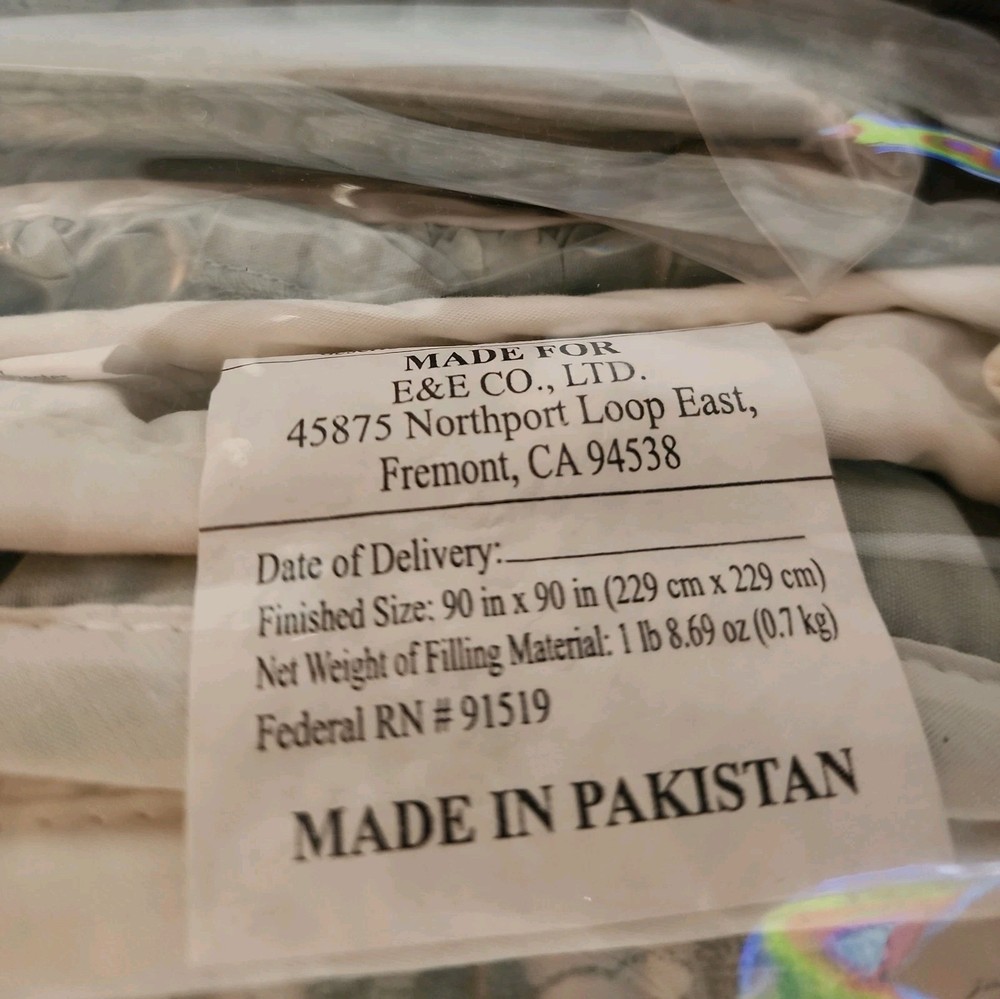 MADE FOR
E&E CO., LTD.
45875 Northport Loop East,
Fremont, CA 94538
Date of Delivery:
Finished Size: 90 in x 90 in (229 cm x 229 cm)
Net Weight of Filling Material: 1 lb 8.69 oz (0.7 kg)
Federal RN # 91519
MADE IN PAKISTAN